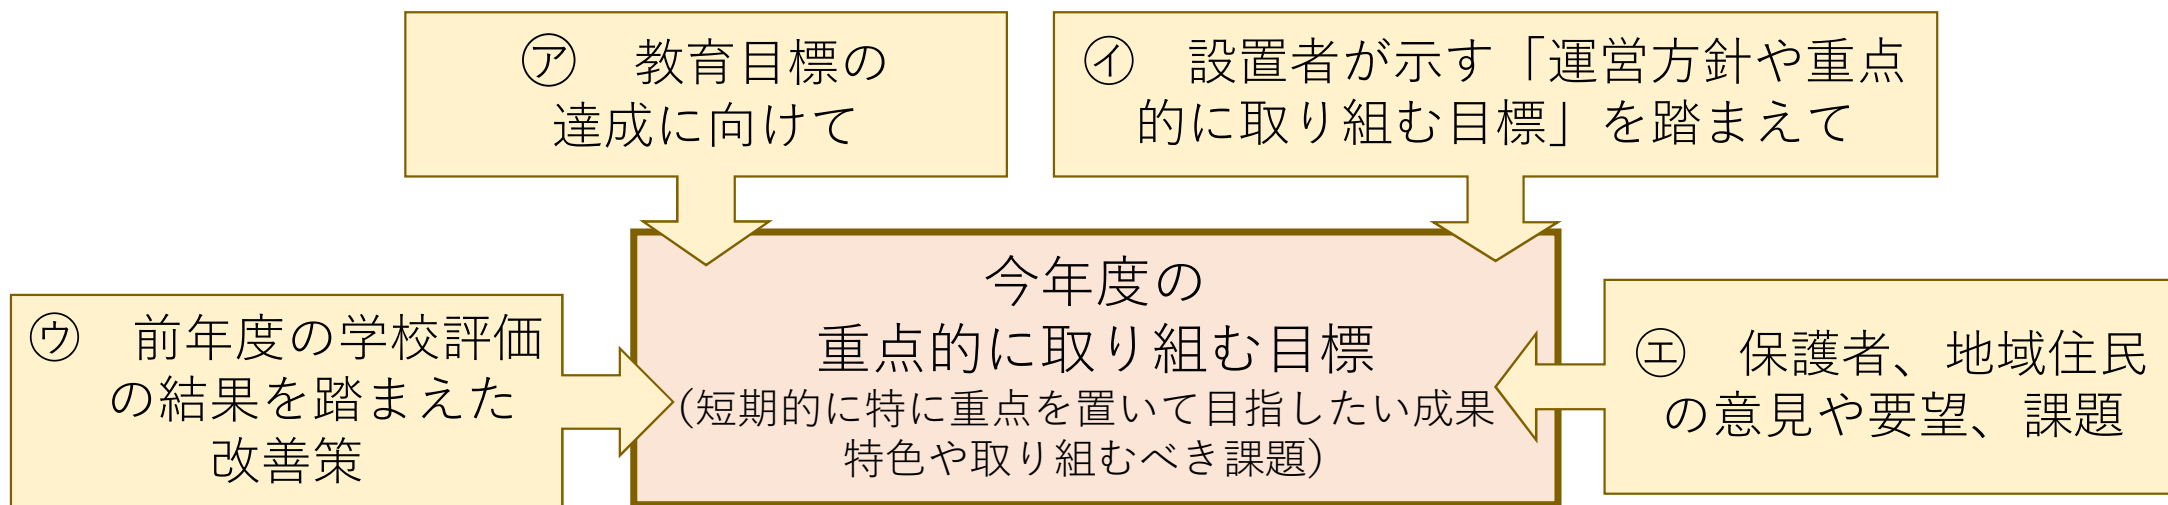 ㋐　教育目標の
達成に向けて
㋑　設置者が示す「運営方針や重点
的に取り組む目標」を踏まえて
㋒　前年度の学校評価
の結果を踏まえた
改善策
今年度の
重点的に取り組む目標
(短期的に特に重点を置いて目指したい成果
特色や取り組むべき課題)
㋓　保護者、地域住民
の意見や要望、課題